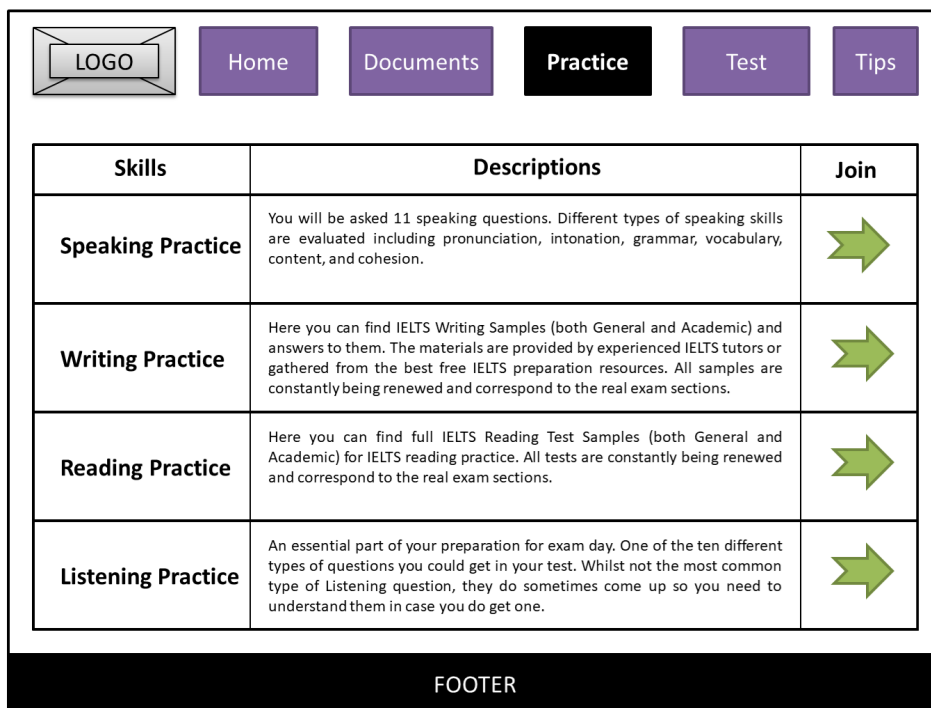 LOGO
Home
Documents
Practice
Test
Tips
Skills
Descriptions
Join
Speaking Practice
You will be asked 11 speaking questions. Different types of speaking skills
are evaluated including pronunciation, intonation, grammar, vocabulary,
content, and cohesion.
Writing Practice
Here you can find IELTS Writing Samples (both General and Academic) and
answers to them. The materials are provided by experienced IELTS tutors or
gathered from the best free IELTS preparation resources. All samples are
constantly being renewed and correspond to the real exam sections.
Reading Practice
Here you can find full IELTS Reading Test Samples (both General and
Academic) for IELTS reading practice. All tests are constantly being renewed
and correspond to the real exam sections.
Listening Practice
An essential part of your preparation for exam day. One of the ten different
types of questions you could get in your test. Whilst not the most common
type of Listening question, they do sometimes come up so you need to
understand them in case you do get one.
FOOTER